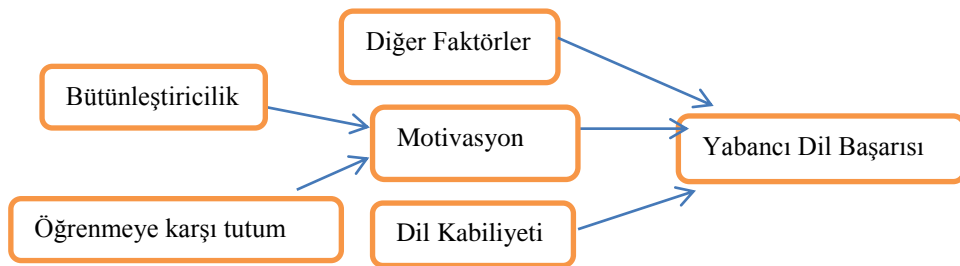 Diğer Faktörler
Bütünleştiricilik
Motivasyon
Yabancı Dil Başarısı
Öğrenmeye karşı tutum
Dil Kabiliyeti